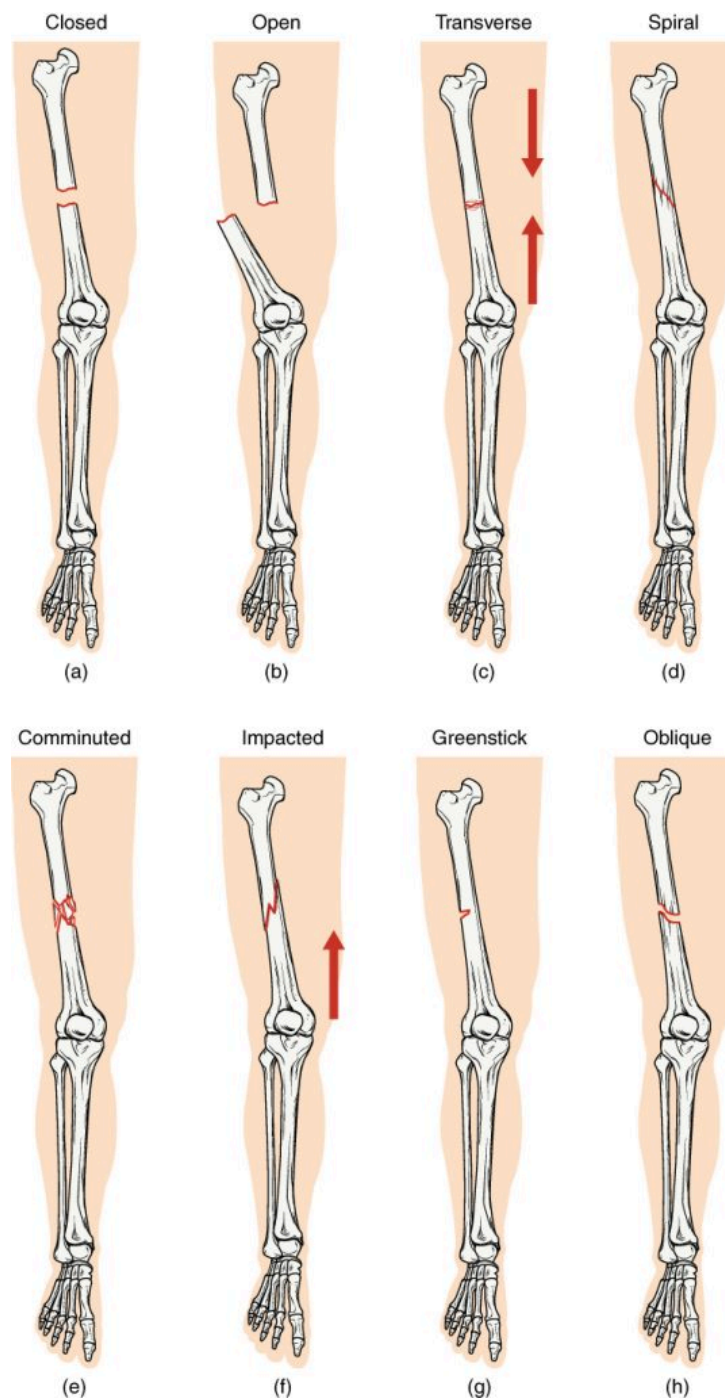 Closed Open Transverse Spiral
(a) (b) (c) (d)
Comminuted Impacted Greenstick Oblique
(e) (f) (g) (h)